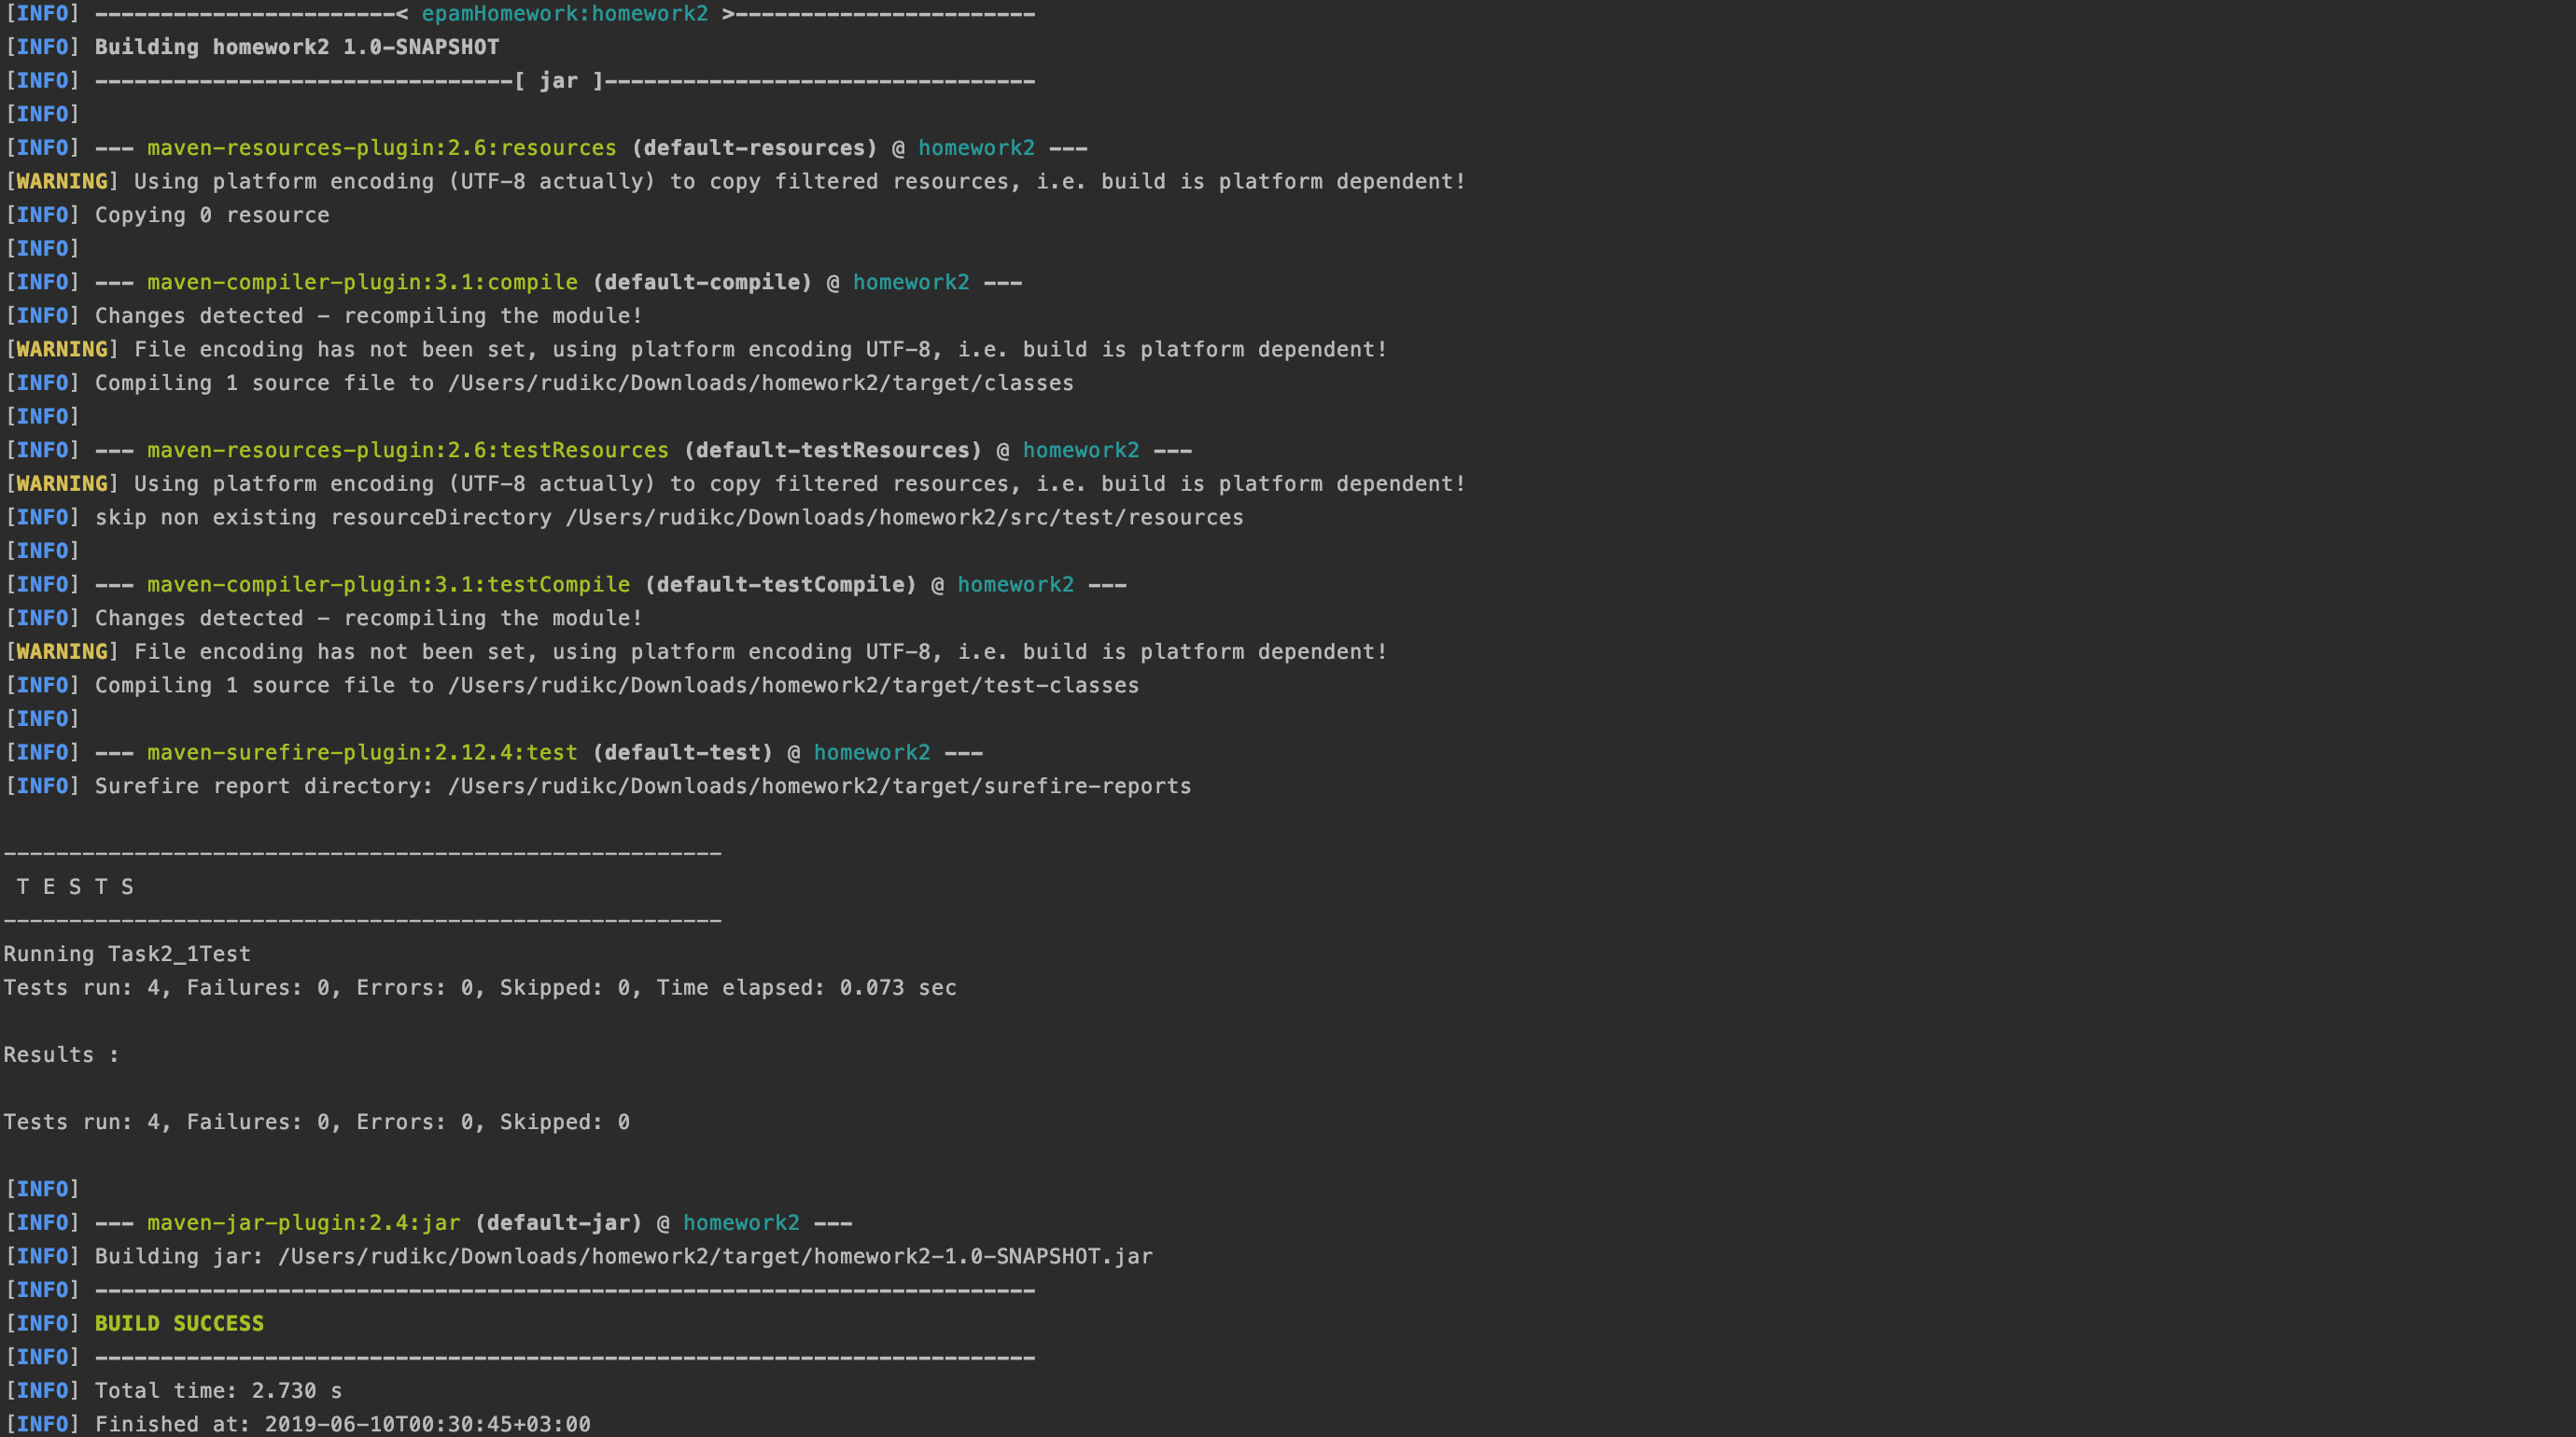 [INFO] -----------------------< epamHomework:homework2 >-----------------------
[INFO] Building homework2 1.0-SNAPSHOT
[INFO] --------------------------------[ jar ]---------------------------------
[INFO]
[INFO] --- maven-resources-plugin:2.6:resources (default-resources) @ homework2 ---
[WARNING] Using platform encoding (UTF-8 actually) to copy filtered resources, i.e. build is platform dependent!
[INFO] Copying 0 resource
[INFO]
[INFO] --- maven-compiler-plugin:3.1:compile (default-compile) @ homework2 ---
[INFO] Changes detected - recompiling the module!
[WARNING] File encoding has not been set, using platform encoding UTF-8, i.e. build is platform dependent!
[INFO] Compiling 1 source file to /Users/rudikc/Downloads/homework2/target/classes
[INFO]
[INFO] --- maven-resources-plugin:2.6:testResources (default-testResources) @ homework2 ---
[WARNING] Using platform encoding (UTF-8 actually) to copy filtered resources, i.e. build is platform dependent!
[INFO] skip non existing resourceDirectory /Users/rudikc/Downloads/homework2/src/test/resources
[INFO]
[INFO] --- maven-compiler-plugin:3.1:testCompile (default-testCompile) @ homework2 ---
[INFO] Changes detected - recompiling the module!
[WARNING] File encoding has not been set, using platform encoding UTF-8, i.e. build is platform dependent!
[INFO] Compiling 1 source file to /Users/rudikc/Downloads/homework2/target/test-classes
[INFO]
[INFO] --- maven-surefire-plugin:2.12.4:test (default-test) @ homework2 ---
[INFO] Surefire report directory: /Users/rudikc/Downloads/homework2/target/surefire-reports
-------------------------------------------------------
 T E S T S
-------------------------------------------------------
Running Task2_1Test
Tests run: 4, Failures: 0, Errors: 0, Skipped: 0, Time elapsed: 0.073 sec
Results :
Tests run: 4, Failures: 0, Errors: 0, Skipped: 0
[INFO]
[INFO] --- maven-jar-plugin:2.4:jar (default-jar) @ homework2 ---
[INFO] Building jar: /Users/rudikc/Downloads/homework2/target/homework2-1.0-SNAPSHOT.jar
[INFO] ------------------------------------------------------------------------
[INFO] BUILD SUCCESS
[INFO] ------------------------------------------------------------------------
[INFO] Total time: 2.730 s
[INFO] Finished at: 2019-06-10T00:30:45+03:00